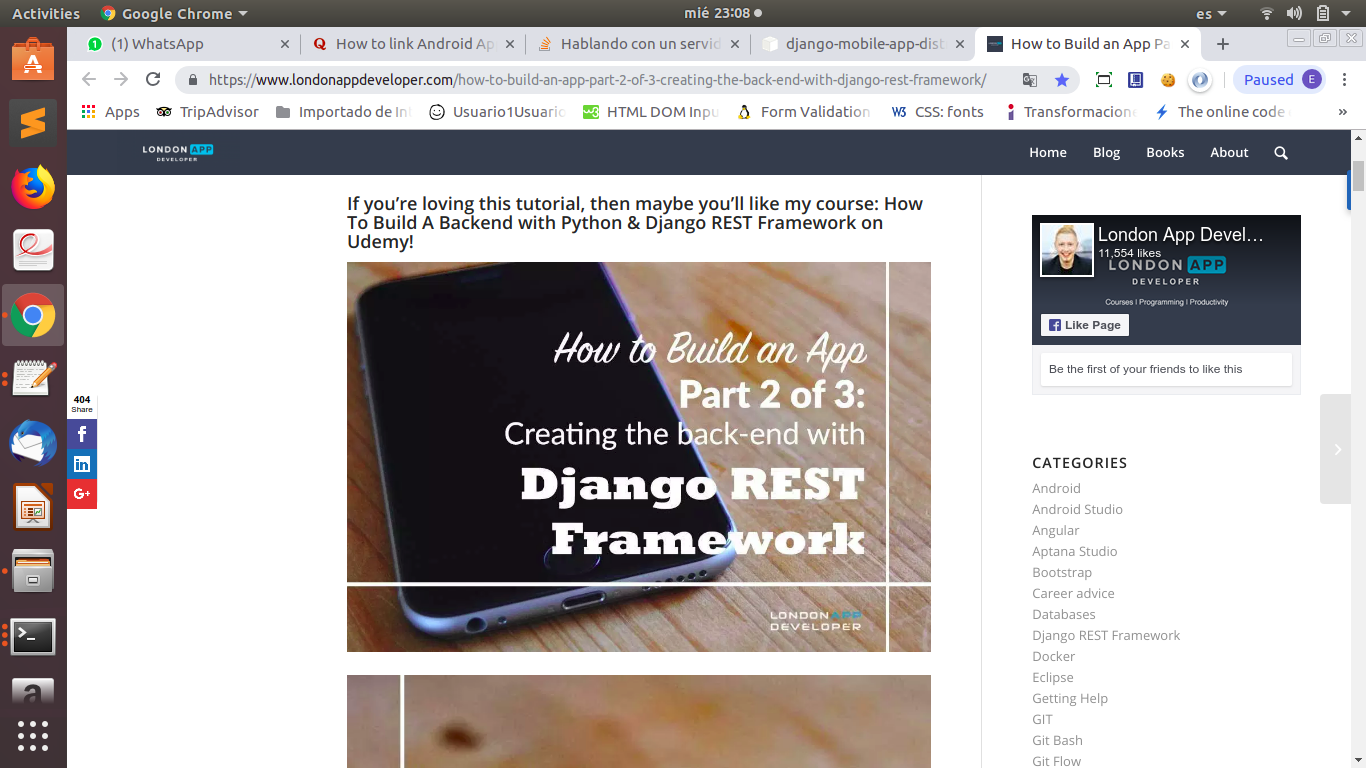 Activities
Google Chrome
mié 23:08
es
(1) WhatsApp
How to link Android Ap
Hablando con un servid
django-mobile-app-dist
How to Build an App Pa
https://www.londonappdeveloper.com/how-to-build-an-app-part-2-of-3-creating-the-back-end-with-django-rest-framework/
Paused
E
Apps
TripAdvisor
Importado de In
Usuario1Usuario
HTML DOM Inpu
Form Validation
CSS: fonts
Transformacione
The online code
»
LONDON APP
DEVELOPER
Home
Blog
Books
About
If you’re loving this tutorial, then maybe you’ll like my course: How
To Build A Backend with Python & Django REST Framework on
Udemy!
How to Build an App
Part 2 of 3:
Creating the back-end with
Django REST
Framework
LONDON APP
DEVELOPER
404
Share
f
in
G+
London App Devel…
11,554 likes
LONDON APP
DEVELOPER
Courses | Programming | Productivity
Like Page
Be the first of your friends to like this
CATEGORIES
Android
Android Studio
Angular
Aptana Studio
Bootstrap
Career advice
Databases
Django REST Framework
Docker
Eclipse
Getting Help
GIT
Git Bash
Git Flow